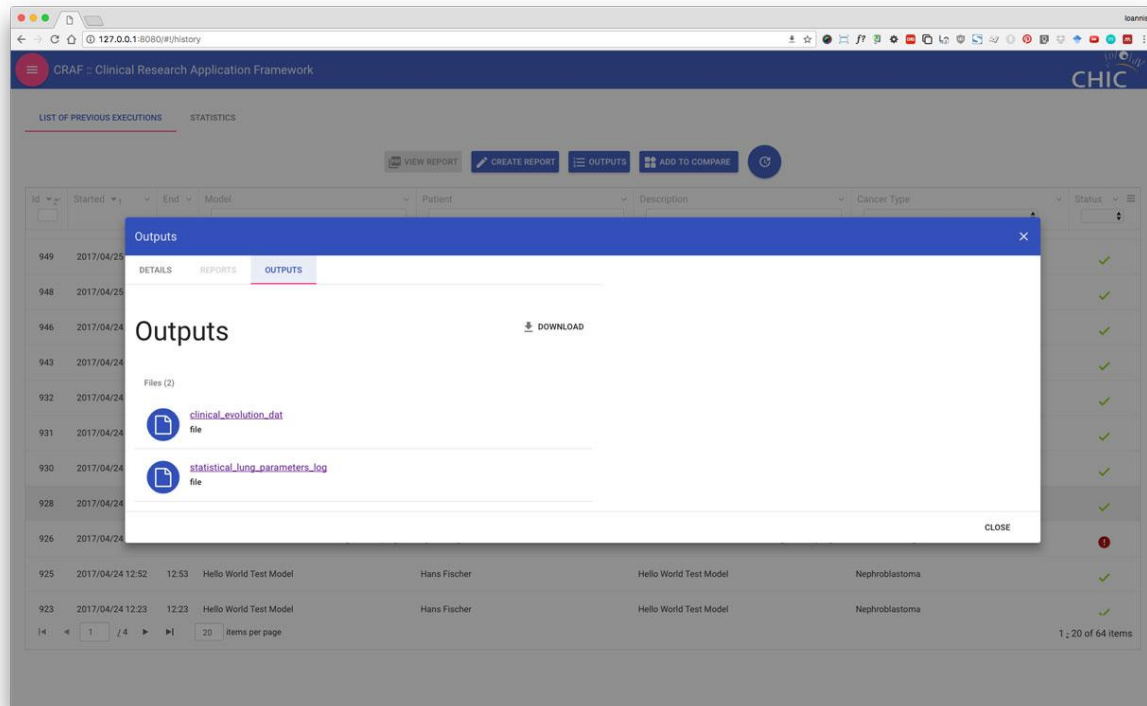 Ioannis
127.0.0.1:8080/#!/history
CRAF :: Clinical Research Application Framework
CHIC
LIST OF PREVIOUS EXECUTIONS STATISTICS
VIEW REPORT CREATE REPORT OUTPUTS ADD TO COMPARE
Id Started End Model Patient Description Cancer Type Status
Outputs
949 2017/04/25
DETAILS REPORTS OUTPUTS
948 2017/04/25
946 2017/04/24
Outputs DOWNLOAD
943 2017/04/24
Files (2)
932 2017/04/24
clinical_evolution_dat
file
931 2017/04/24
930 2017/04/24
statistical_lung_parameters_log
file
928 2017/04/24
CLOSE
926 2017/04/24
925 2017/04/24 12:52 12:53 Hello World Test Model Hans Fischer Hello World Test Model Nephroblastoma
923 2017/04/24 12:23 12:23 Hello World Test Model Hans Fischer Hello World Test Model Nephroblastoma
1 / 4 20 items per page 1 - 20 of 64 items